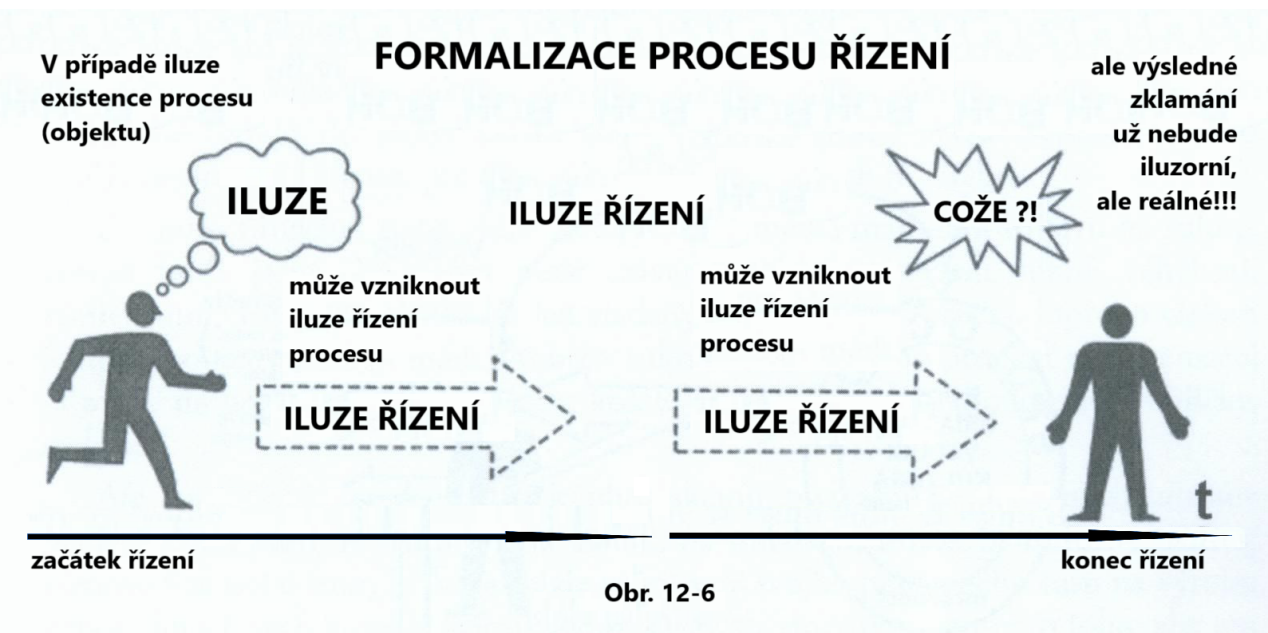 FORMALIZACE PROCESU ŘÍZENÍ
V případě iluze
existence procesu
(objektu)
ILUZE
ILUZE ŘÍZENÍ
COŽE ?!
ale výsledné
zklamání
už nebude
iluzorní,
ale reálné!!!
může vzniknout
iluze řízení
procesu
může vzniknout
iluze řízení
procesu
ILUZE ŘÍZENÍ
ILUZE ŘÍZENÍ
t
začátek řízení
konec řízení
Obr. 12-6